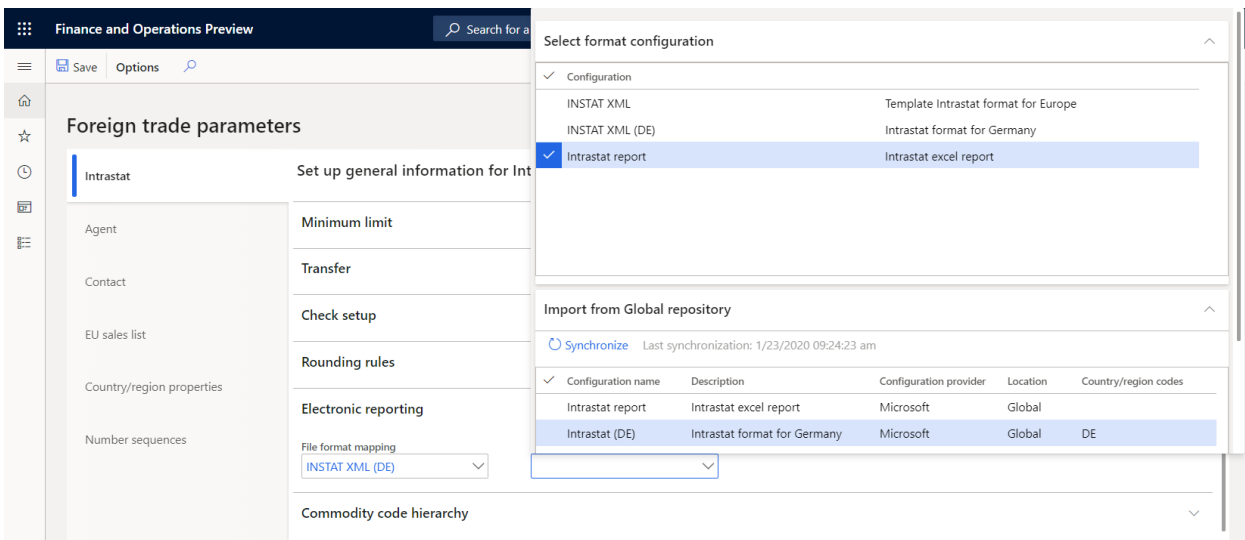 Finance and Operations Preview
Search for a
Save Options
Foreign trade parameters
Intrastat
Agent
Contact
EU sales list
Country/region properties
Number sequences
Set up general information for Int
Minimum limit
Transfer
Check setup
Rounding rules
Electronic reporting
File format mapping
INSTAT XML (DE)
Commodity code hierarchy
Select format configuration
Configuration
INSTAT XML Template Intrastat format for Europe
INSTAT XML (DE) Intrastat format for Germany
Intrastat report Intrastat excel report
Import from Global repository
Synchronize Last synchronization: 1/23/2020 09:24:23 am
Configuration name Description Configuration provider Location Country/region codes
Intrastat report Intrastat excel report Microsoft Global
Intrastat (DE) Intrastat format for Germany Microsoft Global DE